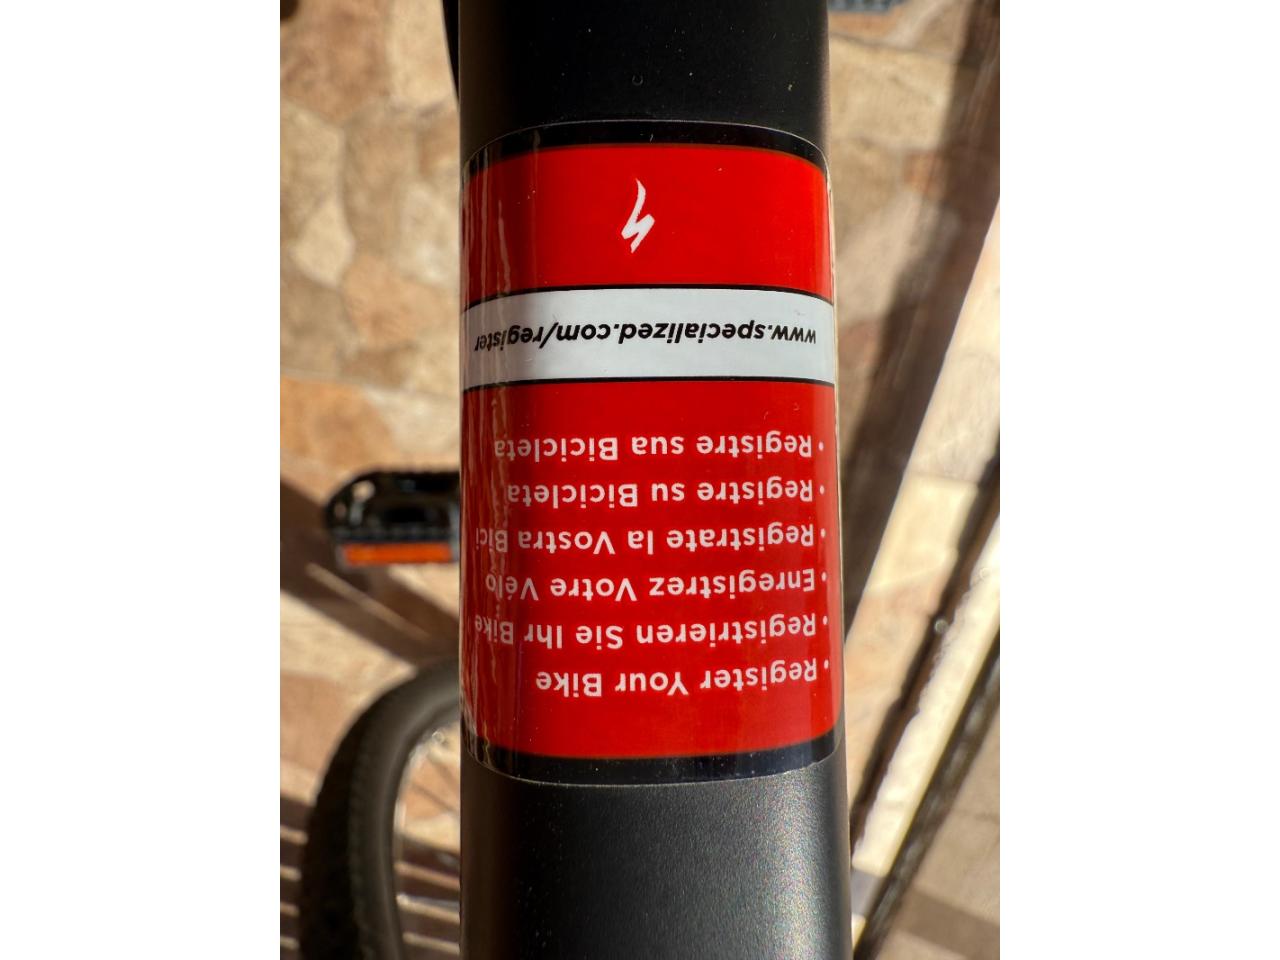 • Register Your Bike
• Registrieren Sie Ihr Bike
• Enregistrez Votre Vélo
• Registrate la Vostra Bici
• Registre su Bicicleta
• Registre sua Bicicleta
www.specialized.com/register